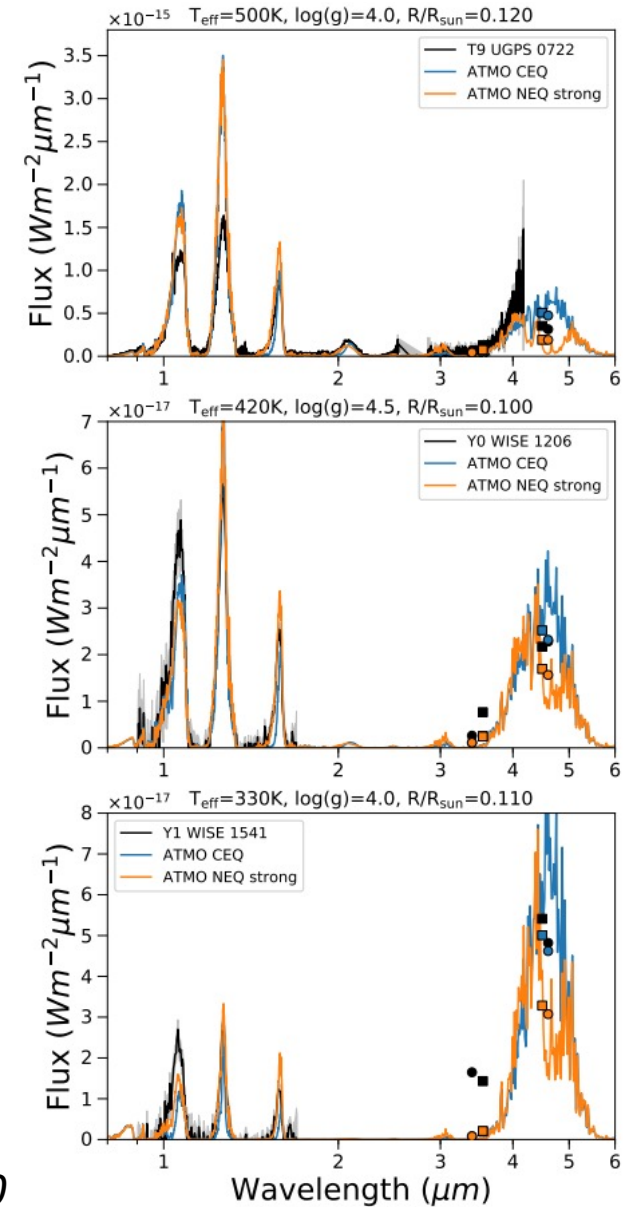 ×10⁻¹⁵ T_eff=500K, log(g)=4.0, R/R_sun=0.120
3.5
3.0
2.5
2.0
1.5
1.0
0.5
0.0
Flux (Wm⁻²μm⁻¹)
T9 UGPS 0722
ATMO CEQ
ATMO NEQ strong
1 2 3 4 5 6
×10⁻¹⁷ T_eff=420K, log(g)=4.5, R/R_sun=0.100
7
6
5
4
3
2
1
0
Flux (Wm⁻²μm⁻¹)
Y0 WISE 1206
ATMO CEQ
ATMO NEQ strong
1 2 3 4 5 6
×10⁻¹⁷ T_eff=330K, log(g)=4.0, R/R_sun=0.110
8
7
6
5
4
3
2
1
0
Flux (Wm⁻²μm⁻¹)
Y1 WISE 1541
ATMO CEQ
ATMO NEQ strong
1 2 3 4 5 6
Wavelength (μm)